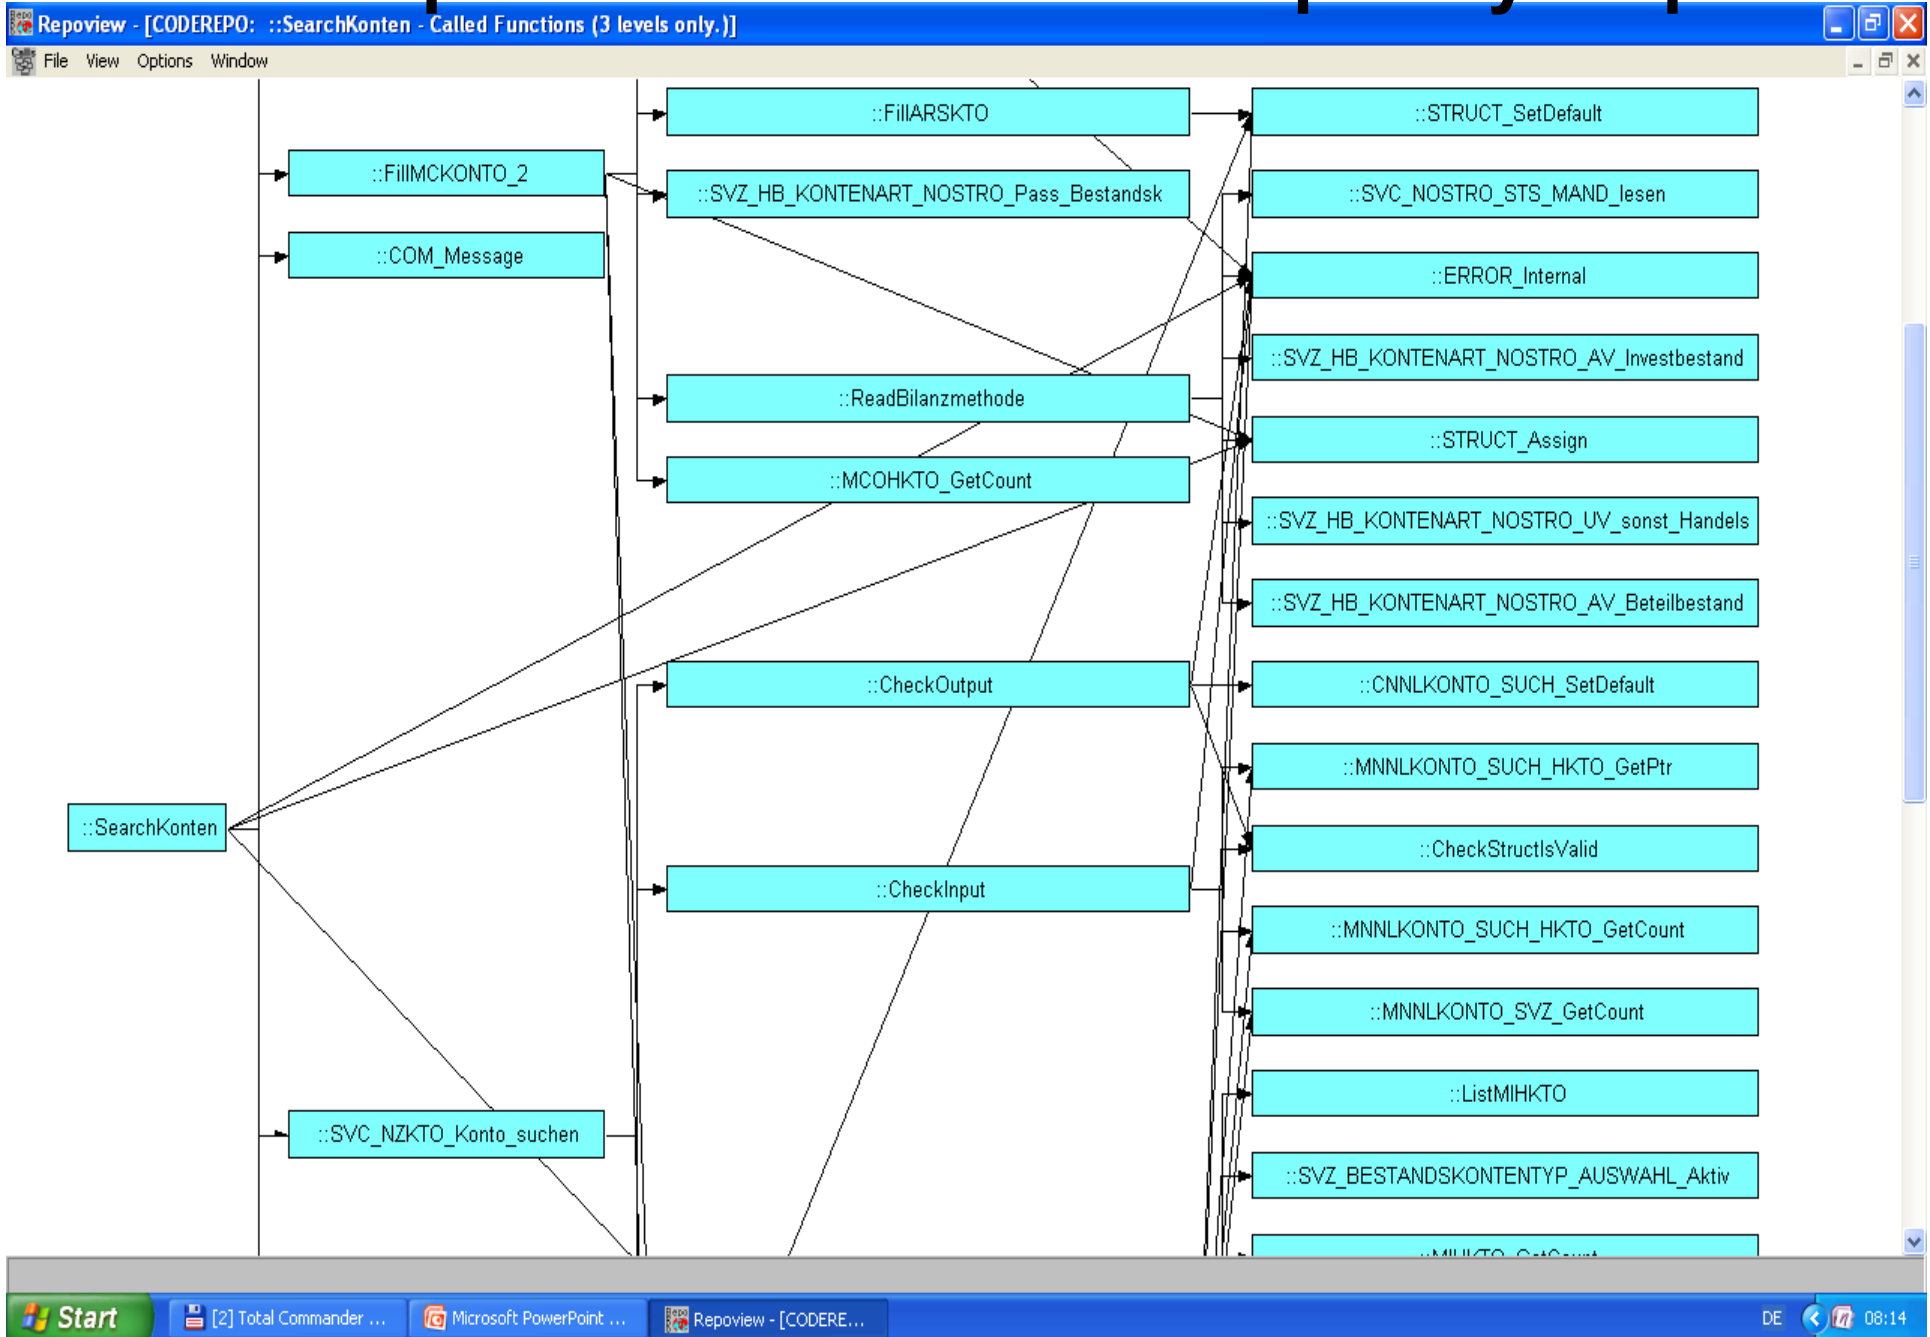 Repoview - [CODEREPO: ::SearchKonten - Called Functions (3 levels only.)]
File View Options Window
::FillARSKTO
::STRUCT_SetDefault
::FillMCKONTO_2
::SVZ_HB_KONTENART_NOSTRO_Pass_Bestandsk
::SVC_NOSTRO_STS_MAND_lesen
::COM_Message
::ERROR_Internal
::SVZ_HB_KONTENART_NOSTRO_AV_Investbestand
::ReadBilanzmethode
::STRUCT_Assign
::MCOHKTO_GetCount
::SVZ_HB_KONTENART_NOSTRO_UV_sonst_Handels
::SVZ_HB_KONTENART_NOSTRO_AV_Beteilbestand
::CheckOutput
::CNNLKONTO_SUCH_SetDefault
::MNNLKONTO_SUCH_HKTO_GetPtr
::SearchKonten
::CheckStructIsValid
::CheckInput
::MNNLKONTO_SUCH_HKTO_GetCount
::MNNLKONTO_SVZ_GetCount
::ListMIHKTO
::SVC_NZKTO_Konto_suchen
::SVZ_BESTANDSKONTENTYP_AUSWAHL_Aktiv
::MIHKTO_GetCount
Start
[2] Total Commander ...
Microsoft PowerPoint ...
Repoview - [CODERE...
DE
08:14